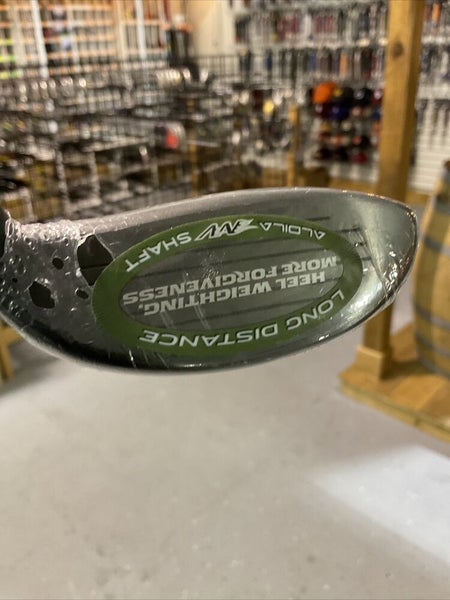 LONG DISTANCE
HEEL WEIGHTING,
MORE FORGIVENESS
ALDILA NV SHAFT